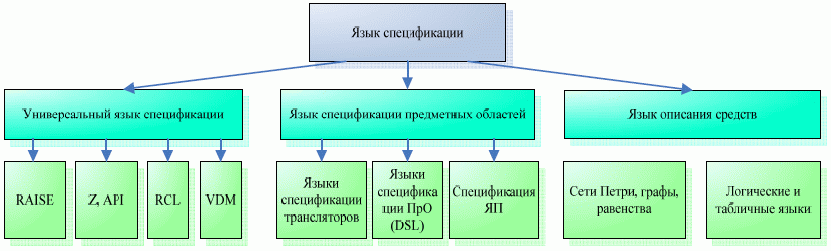 Язык спецификации
Универсальный язык спецификации
Язык спецификации предметных областей
Язык описания средств
RAISE
Z, API
RCL
VDM
Языки
спецификации
трансляторов
Языки
специфика
ции ПрО
(DSL)
Спецификация
ЯП
Сети Петри, графы,
равенства
Логические и
табличные языки